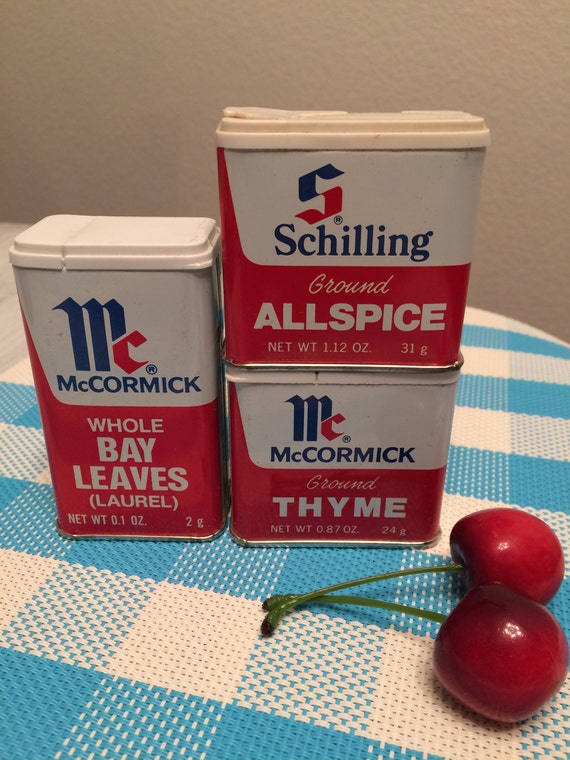 Mc®
McCORMICK
WHOLE
BAY
LEAVES
(LAUREL)
NET WT 0.1 OZ. 2 g
S®
Schilling
Ground
ALLSPICE
NET WT 1.12 OZ. 31 g
Mc®
McCORMICK
Ground
THYME
NET WT 0.87 OZ. 24 g